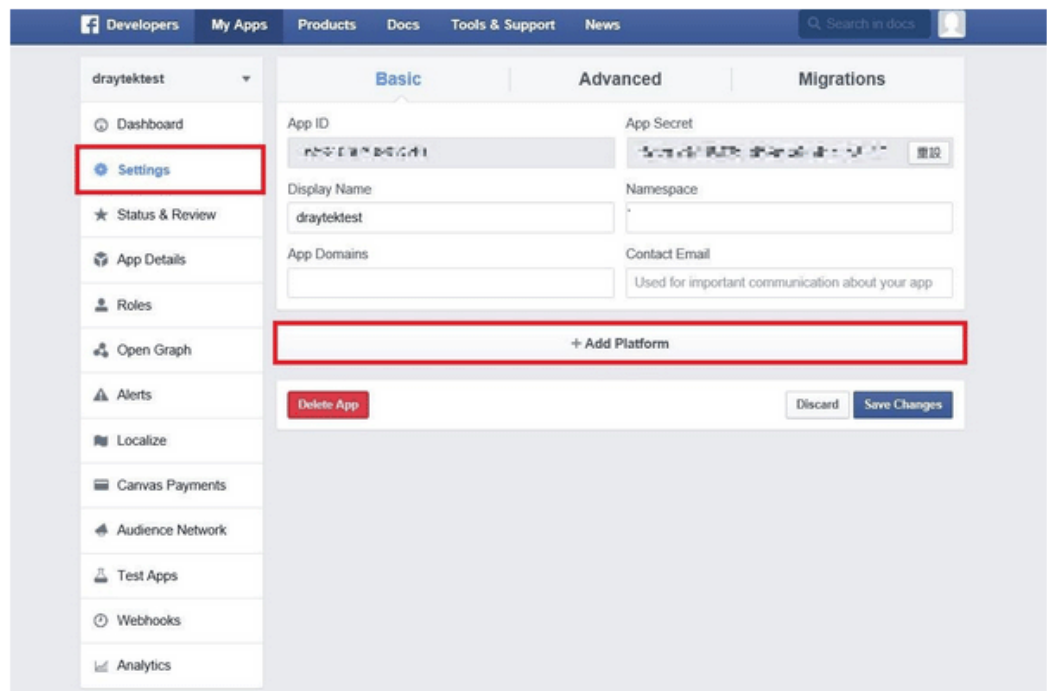 Developers My Apps Products Docs Tools & Support News Search in docs
draytektest
Dashboard
Settings
Status & Review
App Details
Roles
Open Graph
Alerts
Localize
Canvas Payments
Audience Network
Test Apps
Webhooks
Analytics
Basic Advanced Migrations
App ID App Secret
重設
Display Name Namespace
draytektest
App Domains Contact Email
Used for important communication about your app
+ Add Platform
Delete App Discard Save Changes